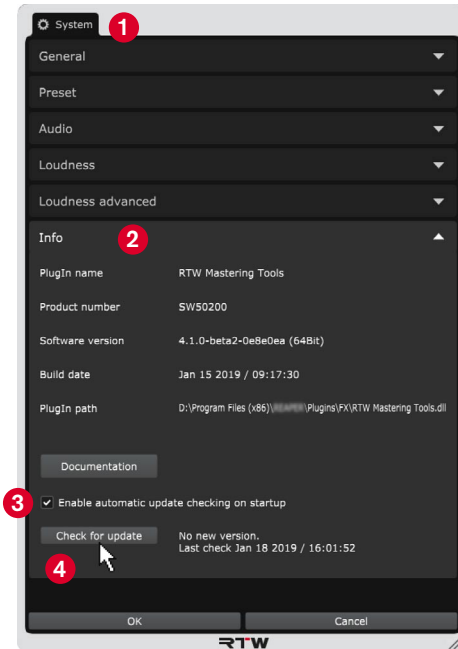 System 1
General
Preset
Audio
Loudness
Loudness advanced
Info 2
PlugIn name RTW Mastering Tools
Product number SW50200
Software version 4.1.0-beta2-0e8e0ea (64Bit)
Build date Jan 15 2019 / 09:17:30
PlugIn path D:\Program Files (x86)\ \Plugins\FX\RTW Mastering Tools.dll
Documentation
3 Enable automatic update checking on startup
Check for update No new version.
Last check Jan 18 2019 / 16:01:52
4
OK Cancel
RTW